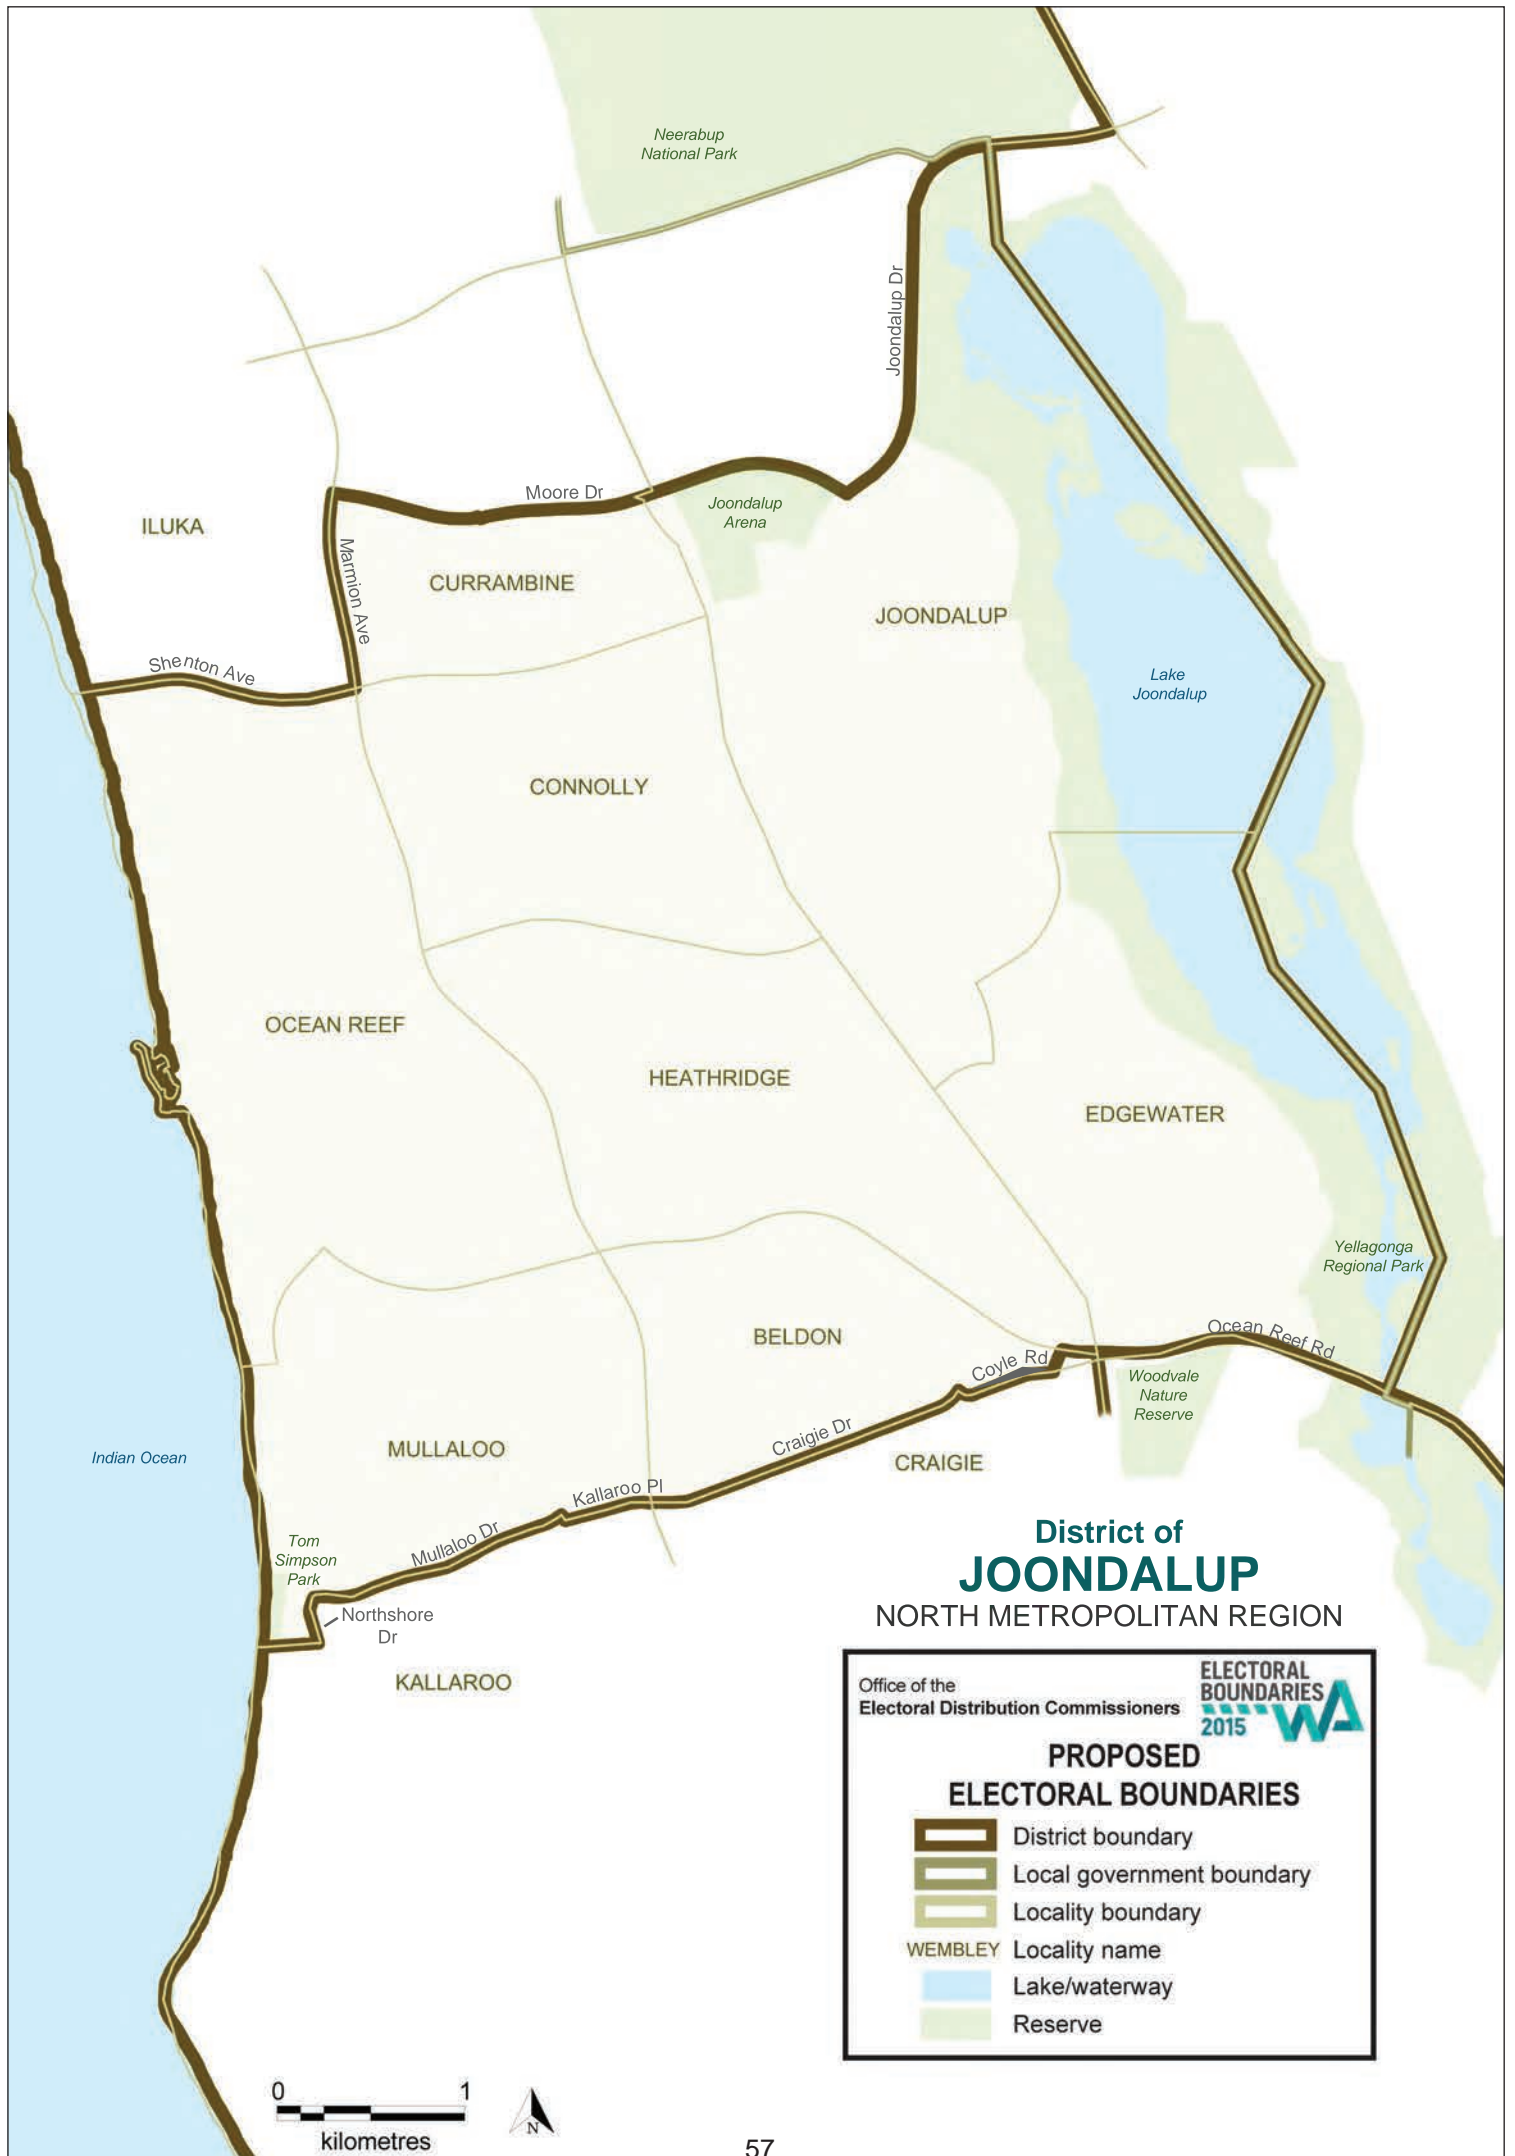 Neerabup
National Park
Joondalup Dr
Moore Dr
Joondalup
Arena
ILUKA
Marmion Ave
CURRAMBINE
JOONDALUP
Shenton Ave
Lake
Joondalup
CONNOLLY
OCEAN REEF
HEATHRIDGE
EDGEWATER
Yellagonga
Regional Park
BELDON
Ocean Reef Rd
Coyle Rd
Woodvale
Nature
Reserve
Indian Ocean
MULLALOO
Craigie Dr
CRAIGIE
Kallaroo Pl
Mullaloo Dr
Tom
Simpson
Park
Northshore
Dr
KALLAROO
District of
JOONDALUP
NORTH METROPOLITAN REGION
Office of the
Electoral Distribution Commissioners
ELECTORAL
BOUNDARIES
2015 WA
PROPOSED
ELECTORAL BOUNDARIES
District boundary
Local government boundary
Locality boundary
WEMBLEY Locality name
Lake/waterway
Reserve
0 1
kilometres
N
57